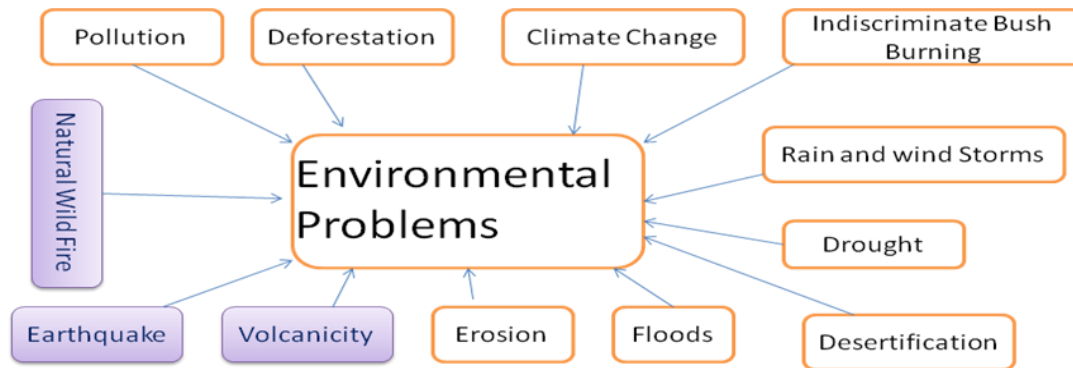 Pollution
Deforestation
Climate Change
Indiscriminate Bush
Burning
Natural Wild Fire
Environmental
Problems
Rain and wind Storms
Drought
Earthquake
Volcanicity
Erosion
Floods
Desertification